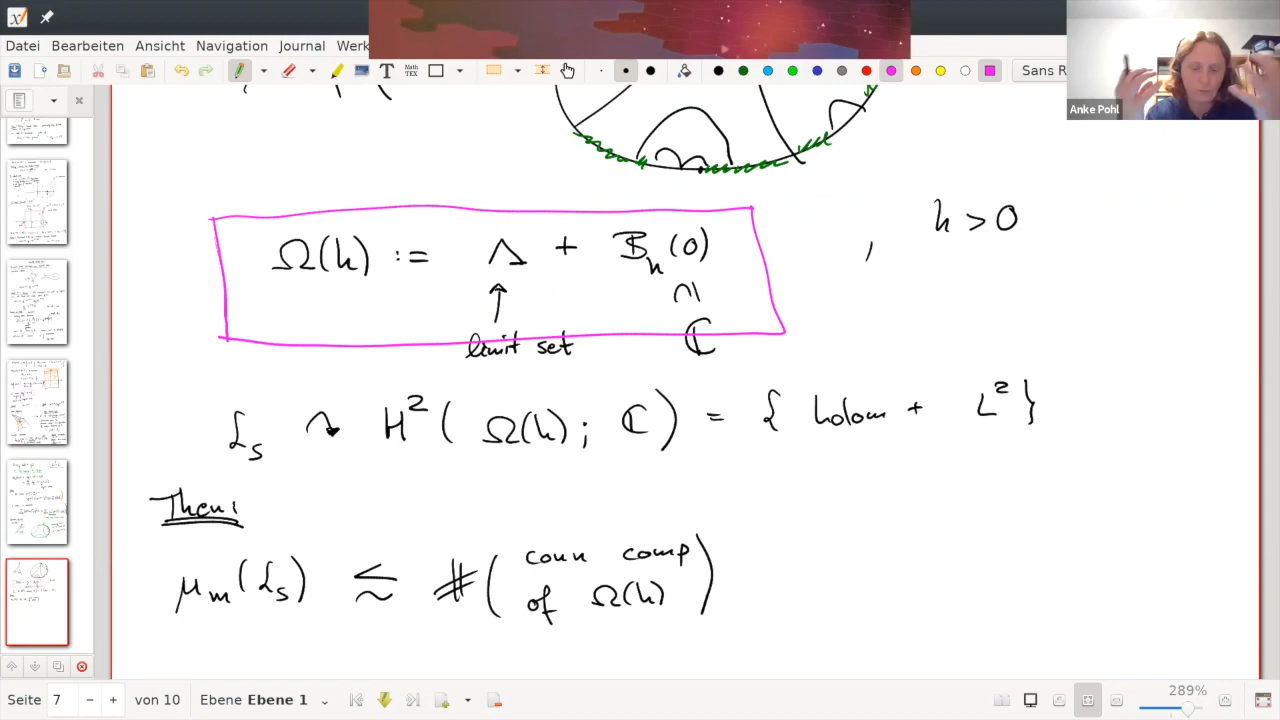 Datei Bearbeiten Ansicht Navigation Journal Werk
Sans R
Anke Pohl
Ω(h) := Λ + B_h(0) , h > 0
↑ ∩
limit set ℂ
L_s ↷ H²( Ω(h); ℂ ) = { holom + L² }
Then:
μ_m(L_s) ≲ #( conn comp
of Ω(h) )
Seite 7 − + von 10 Ebene Ebene 1
289%